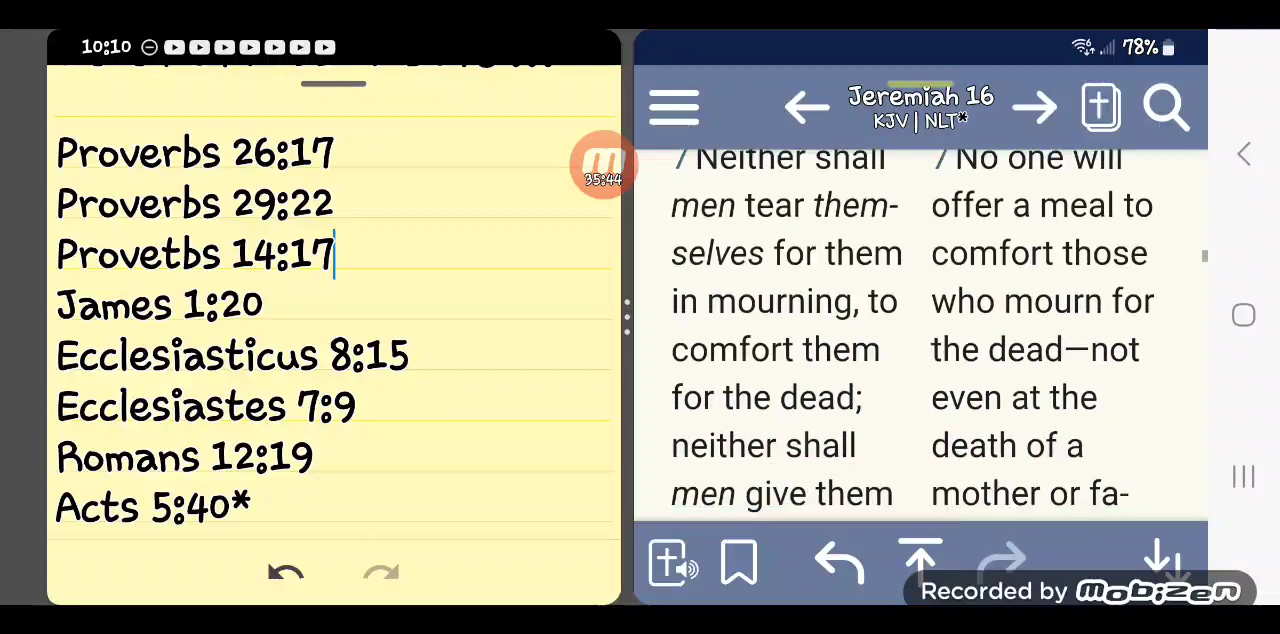 10:10
Proverbs 26:17
Proverbs 29:22
Provetbs 14:17
James 1:20
Ecclesiasticus 8:15
Ecclesiastes 7:9
Romans 12:19
Acts 5:40*
35:44
78%
Jeremiah 16
KJV | NLT*
7 Neither shall
men tear them-
selves for them
in mourning, to
comfort them
for the dead;
neither shall
men give them
7 No one will
offer a meal to
comfort those
who mourn for
the dead—not
even at the
death of a
mother or fa-
Recorded by mobizen